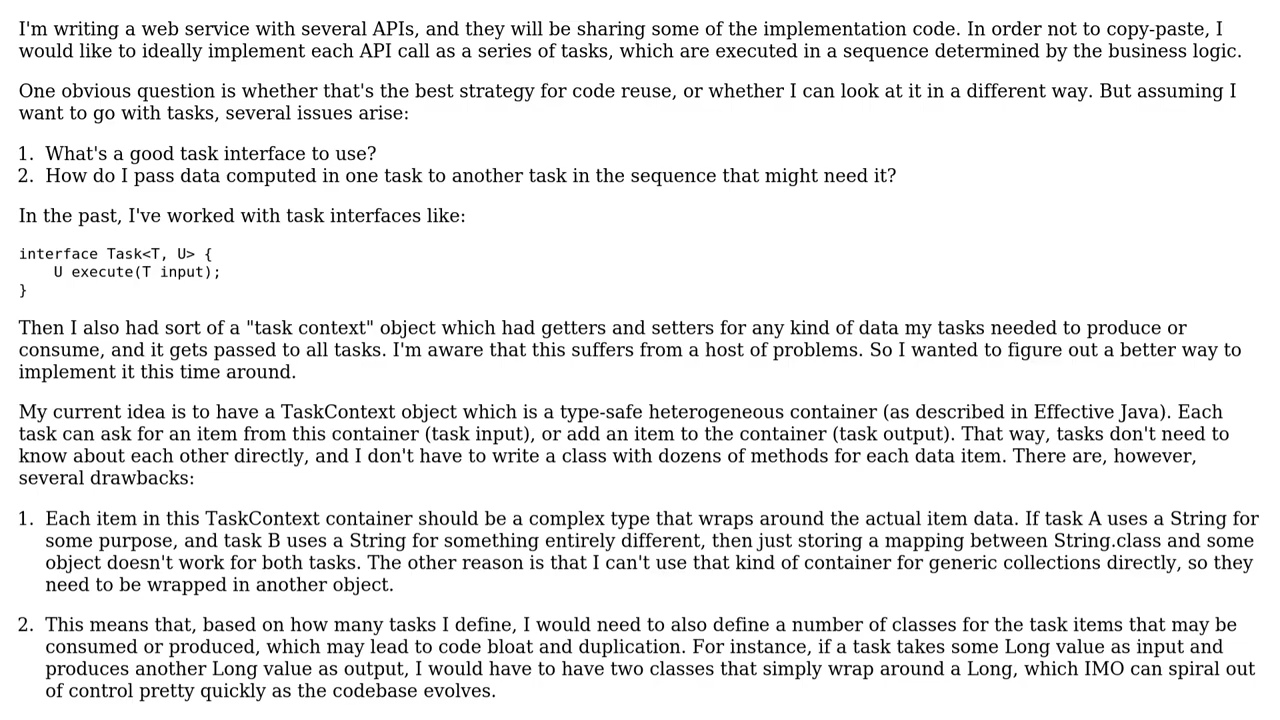 I'm writing a web service with several APIs, and they will be sharing some of the implementation code. In order not to copy-paste, I
would like to ideally implement each API call as a series of tasks, which are executed in a sequence determined by the business logic.
One obvious question is whether that's the best strategy for code reuse, or whether I can look at it in a different way. But assuming I
want to go with tasks, several issues arise:
1. What's a good task interface to use?
2. How do I pass data computed in one task to another task in the sequence that might need it?
In the past, I've worked with task interfaces like:
interface Task<T, U> {
    U execute(T input);
}
Then I also had sort of a "task context" object which had getters and setters for any kind of data my tasks needed to produce or
consume, and it gets passed to all tasks. I'm aware that this suffers from a host of problems. So I wanted to figure out a better way to
implement it this time around.
My current idea is to have a TaskContext object which is a type-safe heterogeneous container (as described in Effective Java). Each
task can ask for an item from this container (task input), or add an item to the container (task output). That way, tasks don't need to
know about each other directly, and I don't have to write a class with dozens of methods for each data item. There are, however,
several drawbacks:
1. Each item in this TaskContext container should be a complex type that wraps around the actual item data. If task A uses a String for
some purpose, and task B uses a String for something entirely different, then just storing a mapping between String.class and some
object doesn't work for both tasks. The other reason is that I can't use that kind of container for generic collections directly, so they
need to be wrapped in another object.
2. This means that, based on how many tasks I define, I would need to also define a number of classes for the task items that may be
consumed or produced, which may lead to code bloat and duplication. For instance, if a task takes some Long value as input and
produces another Long value as output, I would have to have two classes that simply wrap around a Long, which IMO can spiral out
of control pretty quickly as the codebase evolves.